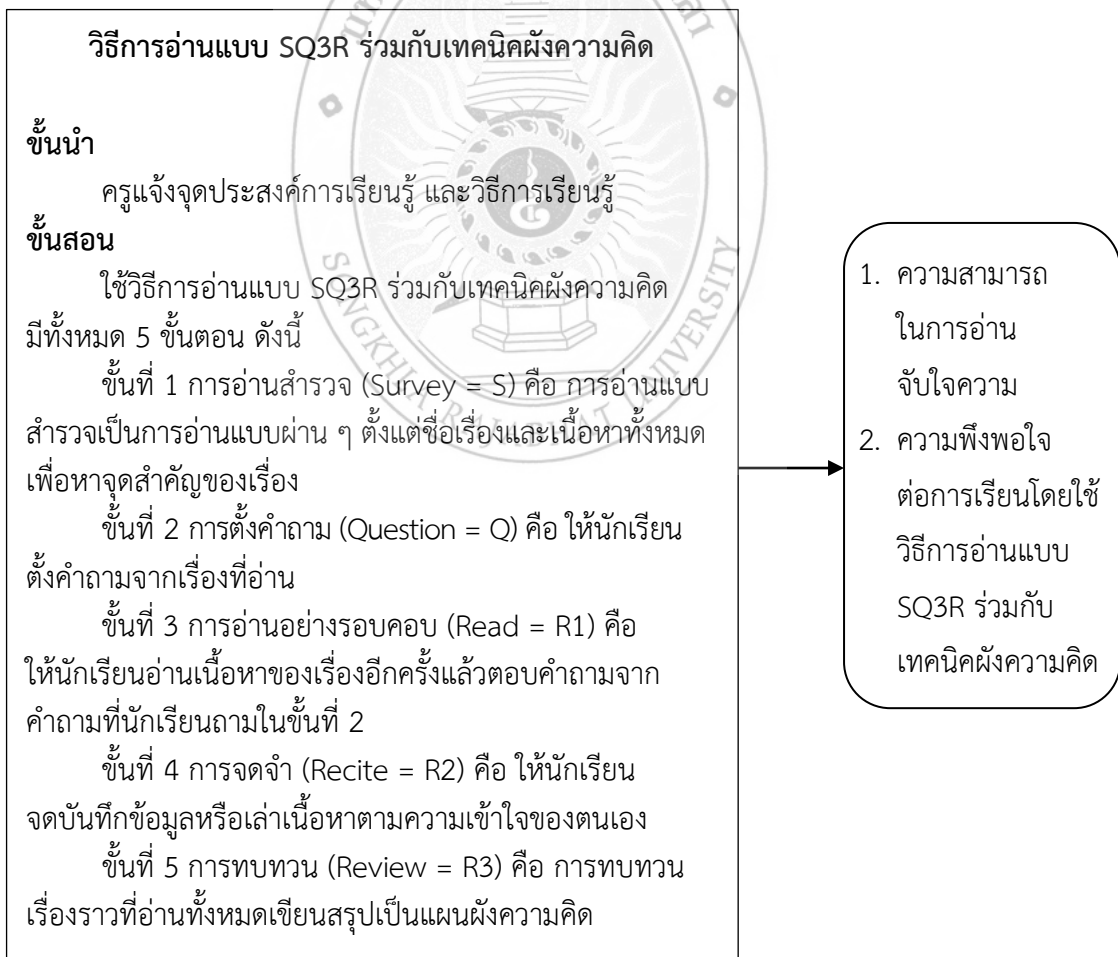 วิธีการอ่านแบบ SQ3R ร่วมกับเทคนิคผังความคิด
ขั้นนำ
ครูแจ้งจุดประสงค์การเรียนรู้ และวิธีการเรียนรู้
ขั้นสอน
ใช้วิธีการอ่านแบบ SQ3R ร่วมกับเทคนิคผังความคิด
มีทั้งหมด 5 ขั้นตอน ดังนี้
ขั้นที่ 1 การอ่านสำรวจ (Survey = S) คือ การอ่านแบบ
สำรวจเป็นการอ่านแบบผ่าน ๆ ตั้งแต่ชื่อเรื่องและเนื้อหาทั้งหมด
เพื่อหาจุดสำคัญของเรื่อง
ขั้นที่ 2 การตั้งคำถาม (Question = Q) คือ ให้นักเรียน
ตั้งคำถามจากเรื่องที่อ่าน
ขั้นที่ 3 การอ่านอย่างรอบคอบ (Read = R1) คือ
ให้นักเรียนอ่านเนื้อหาของเรื่องอีกครั้งแล้วตอบคำถามจาก
คำถามที่นักเรียนถามในขั้นที่ 2
ขั้นที่ 4 การจดจำ (Recite = R2) คือ ให้นักเรียน
จดบันทึกข้อมูลหรือเล่าเนื้อหาตามความเข้าใจของตนเอง
ขั้นที่ 5 การทบทวน (Review = R3) คือ การทบทวน
เรื่องราวที่อ่านทั้งหมดเขียนสรุปเป็นแผนผังความคิด
1. ความสามารถ
ในการอ่าน
จับใจความ
2. ความพึงพอใจ
ต่อการเรียนโดยใช้
วิธีการอ่านแบบ
SQ3R ร่วมกับ
เทคนิคผังความคิด
SONGKHLA RAJABHAT UNIVERSITY